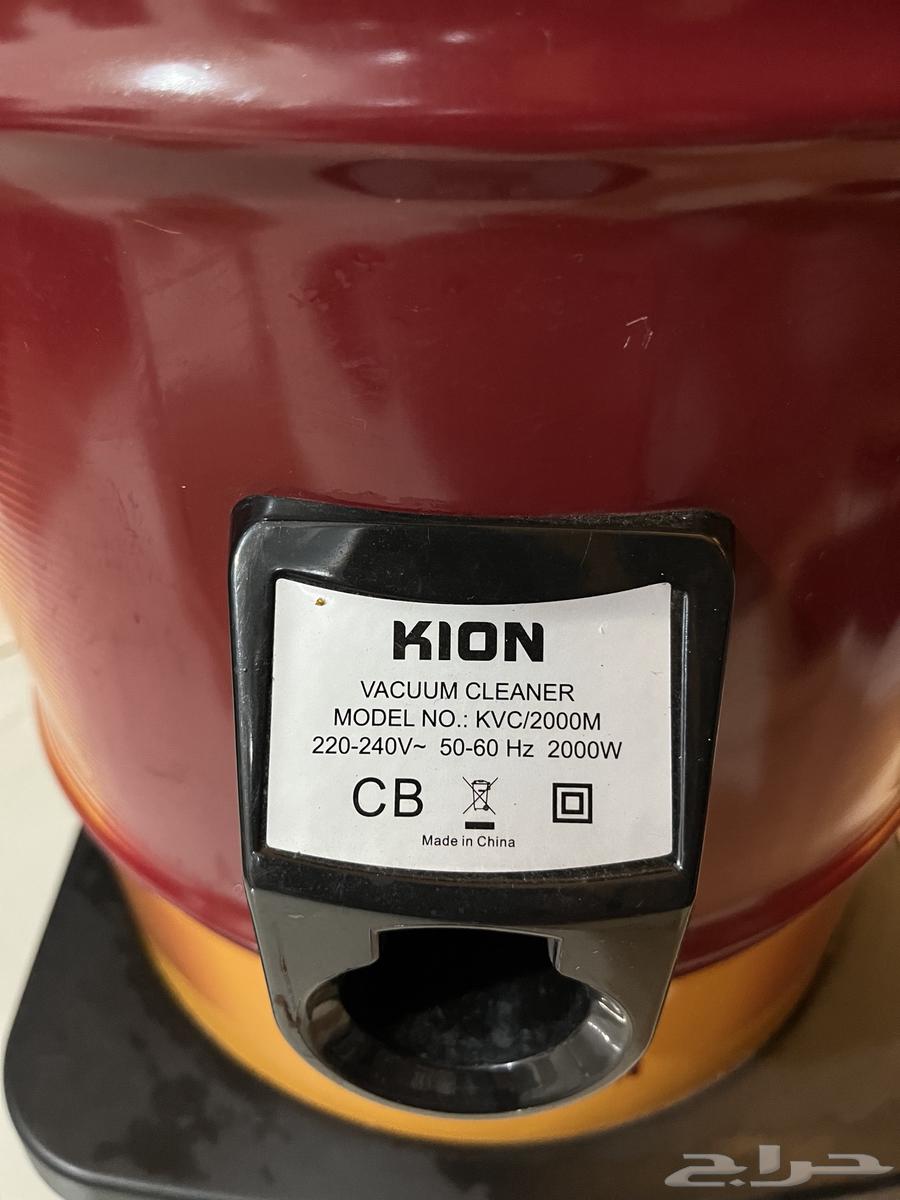 KION
VACUUM CLEANER
MODEL NO.: KVC/2000M
220-240V~ 50-60 Hz 2000W
CB
Made in China
حراج